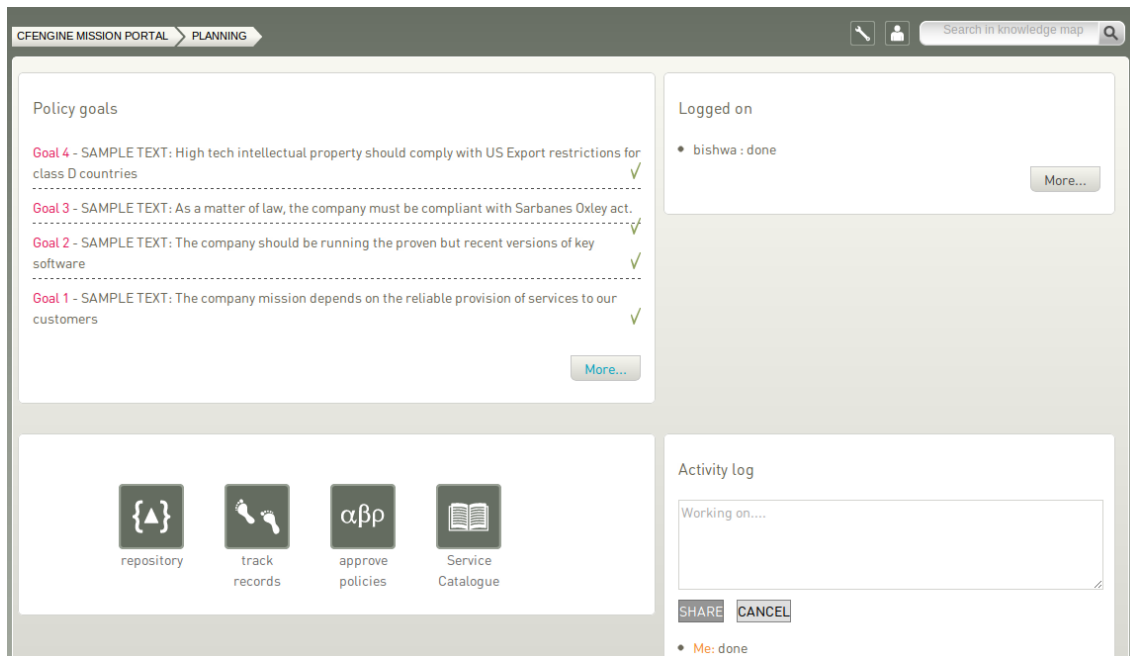 CFENGINE MISSION PORTAL PLANNING
Search in knowledge map
Policy goals
Goal 4 - SAMPLE TEXT: High tech intellectual property should comply with US Export restrictions for
class D countries
Goal 3 - SAMPLE TEXT: As a matter of law, the company must be compliant with Sarbanes Oxley act.
Goal 2 - SAMPLE TEXT: The company should be running the proven but recent versions of key
software
Goal 1 - SAMPLE TEXT: The company mission depends on the reliable provision of services to our
customers
More...
Logged on
bishwa : done
More...
{▲}
αβρ
repository
track
records
approve
policies
Service
Catalogue
Activity log
Working on....
SHARE CANCEL
Me: done